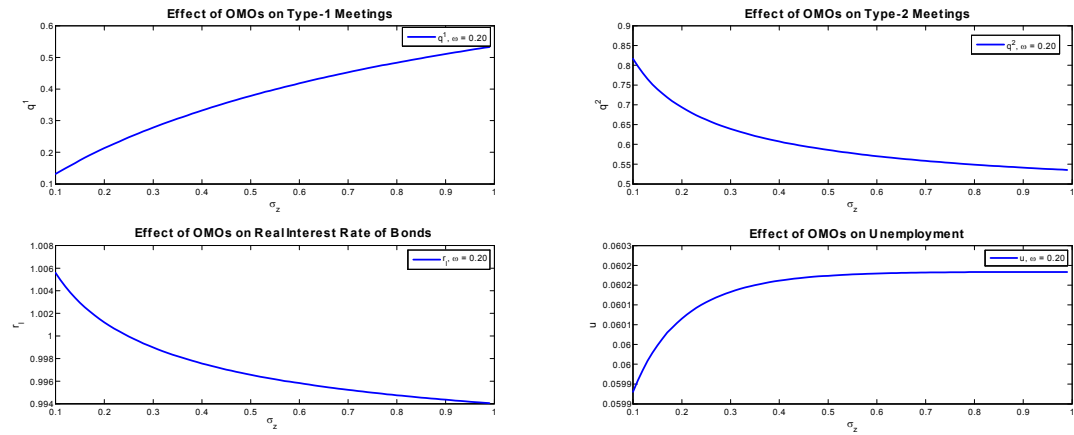 Effect of OMOs on Type-1 Meetings
0.6
0.5
0.4
0.3
0.2
0.1
q¹
q¹, ω = 0.20
0.1 0.2 0.3 0.4 0.5 0.6 0.7 0.8 0.9 1
σz
Effect of OMOs on Type-2 Meetings
0.9
0.85
0.8
0.75
0.7
0.65
0.6
0.55
0.5
q²
q², ω = 0.20
0.1 0.2 0.3 0.4 0.5 0.6 0.7 0.8 0.9 1
σz
Effect of OMOs on Real Interest Rate of Bonds
1.008
1.006
1.004
1.002
1
0.998
0.996
0.994
rl
rl, ω = 0.20
0.1 0.2 0.3 0.4 0.5 0.6 0.7 0.8 0.9 1
σz
Effect of OMOs on Unemployment
0.0603
0.0602
0.0602
0.0601
0.0601
0.06
0.06
0.0599
0.0599
u
u, ω = 0.20
0.1 0.2 0.3 0.4 0.5 0.6 0.7 0.8 0.9 1
σz